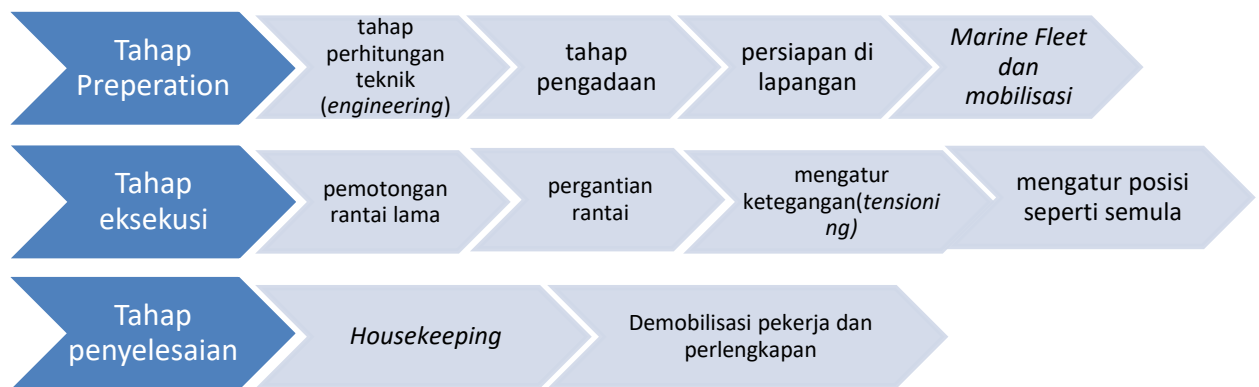 Tahap
Preperation
tahap
perhitungan
teknik
(engineering)
tahap
pengadaan
persiapan di
lapangan
Marine Fleet
dan
mobilisasi
Tahap
eksekusi
pemotongan
rantai lama
pergantian
rantai
mengatur
ketegangan(tensioni
ng)
mengatur posisi
seperti semula
Tahap
penyelesaian
Housekeeping
Demobilisasi pekerja dan
perlengkapan